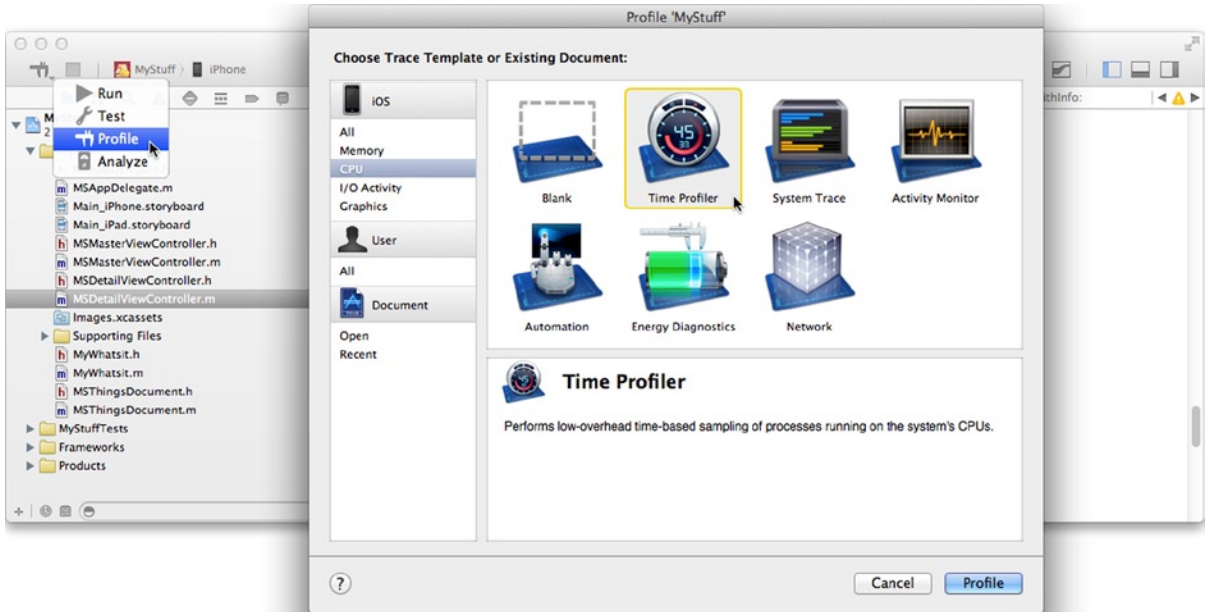 Profile 'MyStuff'
MyStuff
iPhone
Run
Test
Profile
Analyze
2
MSAppDelegate.m
Main_iPhone.storyboard
Main_iPad.storyboard
MSMasterViewController.h
MSMasterViewController.m
MSDetailViewController.h
MSDetailViewController.m
Images.xcassets
Supporting Files
MyWhatsit.h
MyWhatsit.m
MSThingsDocument.h
MSThingsDocument.m
MyStuffTests
Frameworks
Products
Choose Trace Template or Existing Document:
iOS
All
Memory
CPU
I/O Activity
Graphics
User
All
Document
Open
Recent
Blank
45
Time Profiler
System Trace
Activity Monitor
Automation
Energy Diagnostics
Network
Time Profiler
Performs low-overhead time-based sampling of processes running on the system's CPUs.
?
Cancel
Profile
ithInfo: